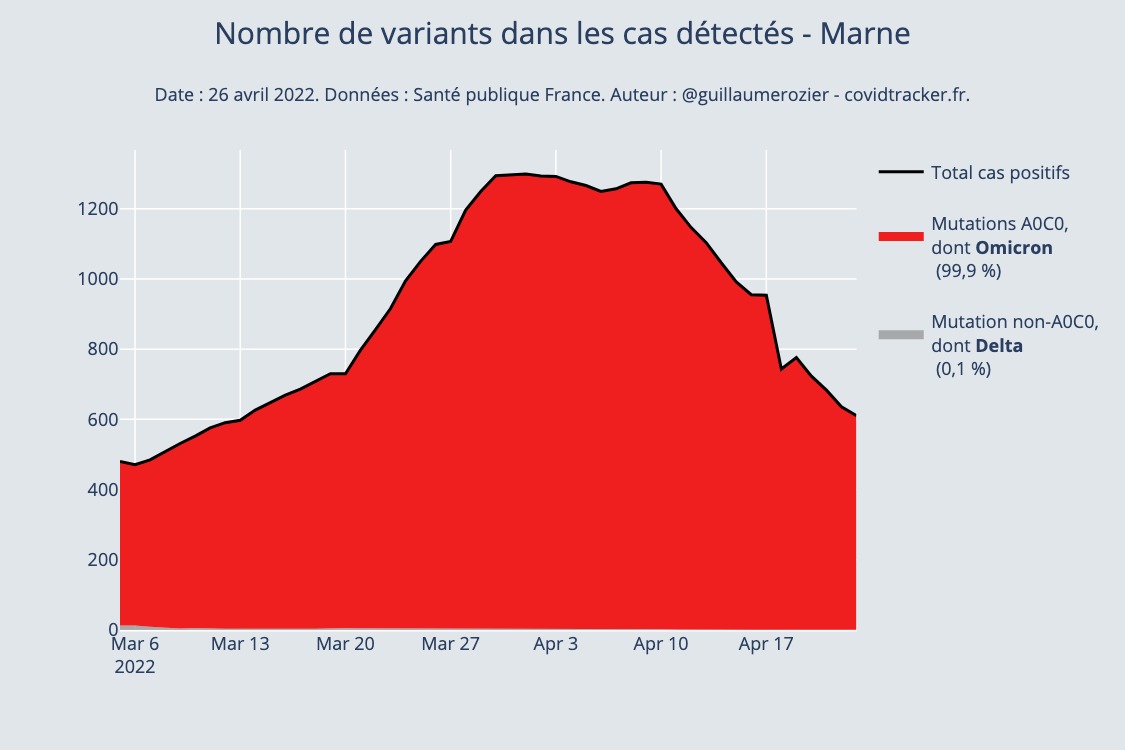 Nombre de variants dans les cas détectés - Marne
Date : 26 avril 2022. Données : Santé publique France. Auteur : @guillaumerozier - covidtracker.fr.
Total cas positifs
Mutations A0C0,
dont Omicron
(99,9 %)
Mutation non-A0C0,
dont Delta
(0,1 %)
1200
1000
800
600
400
200
0
Mar 6
2022
Mar 13
Mar 20
Mar 27
Apr 3
Apr 10
Apr 17